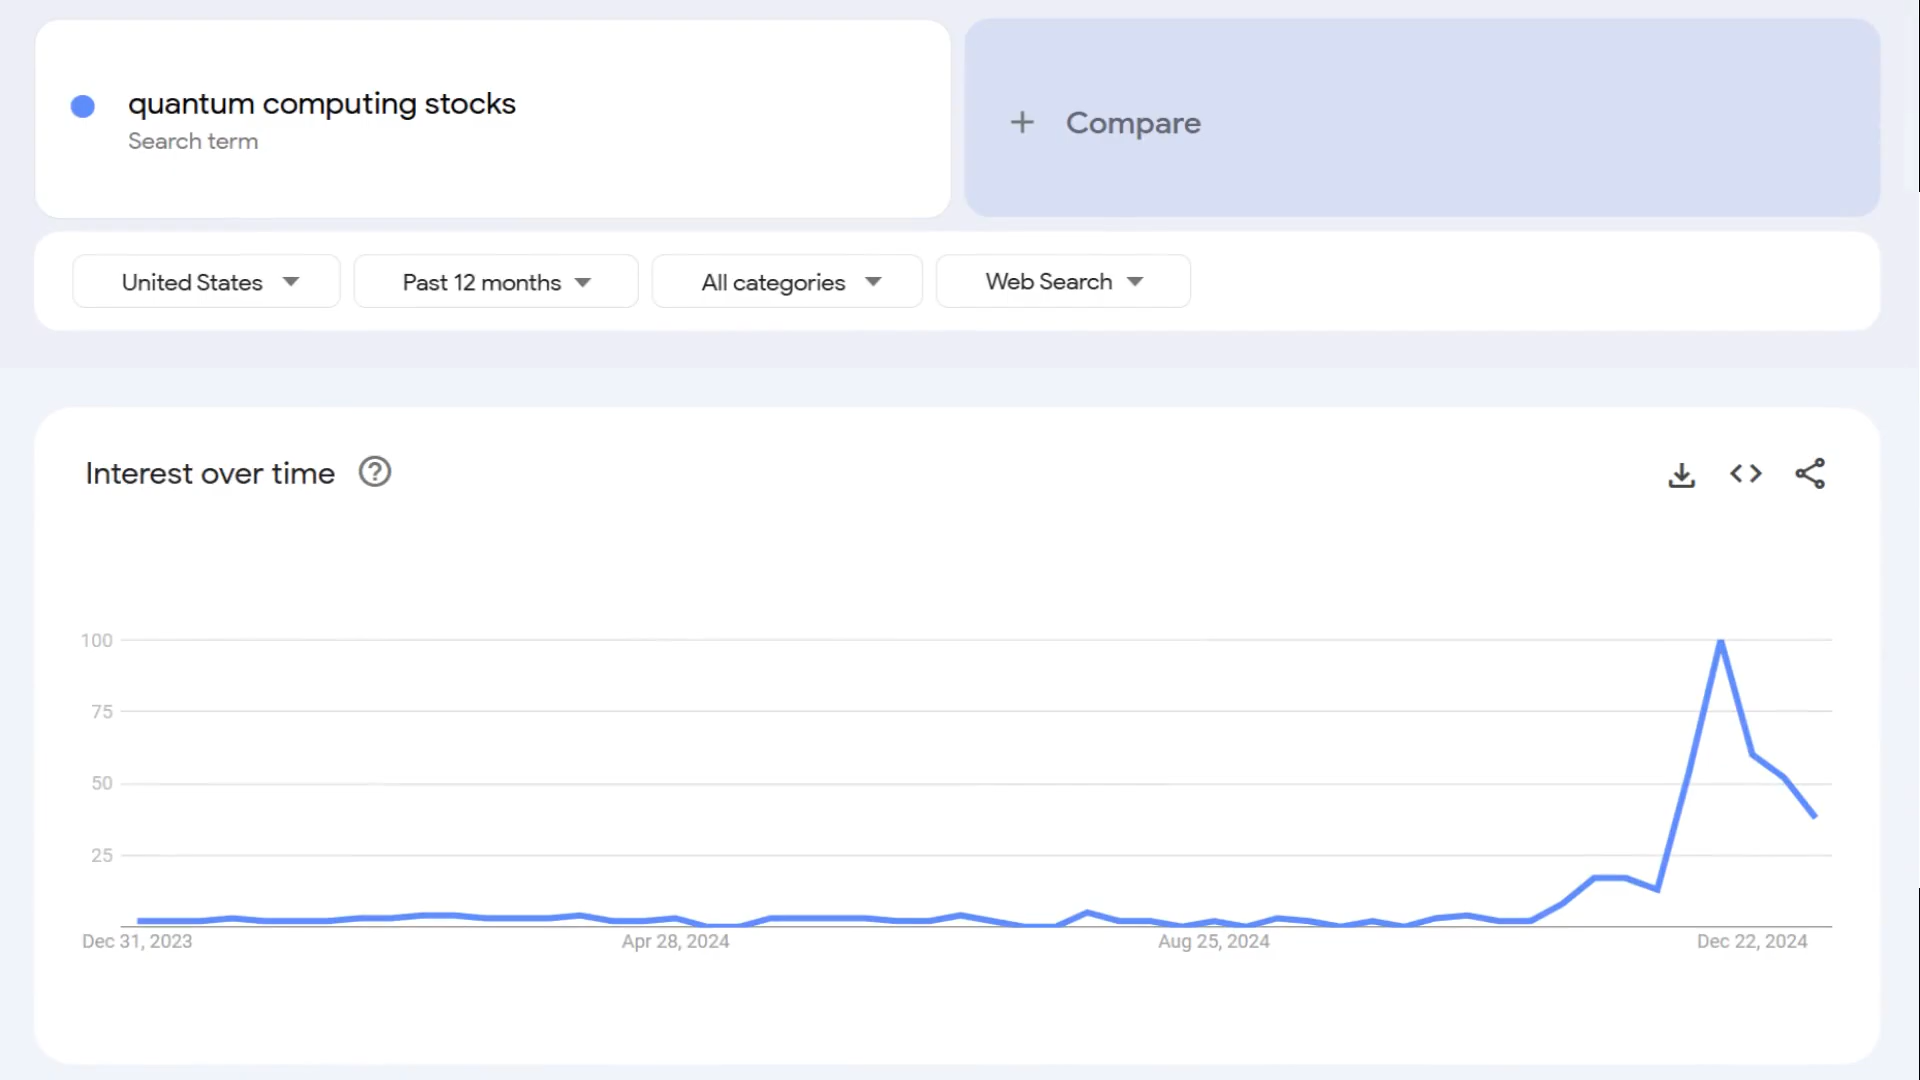 quantum computing stocks
Search term
+ Compare
United States
Past 12 months
All categories
Web Search
Interest over time
100
75
50
25
Dec 31, 2023
Apr 28, 2024
Aug 25, 2024
Dec 22, 2024